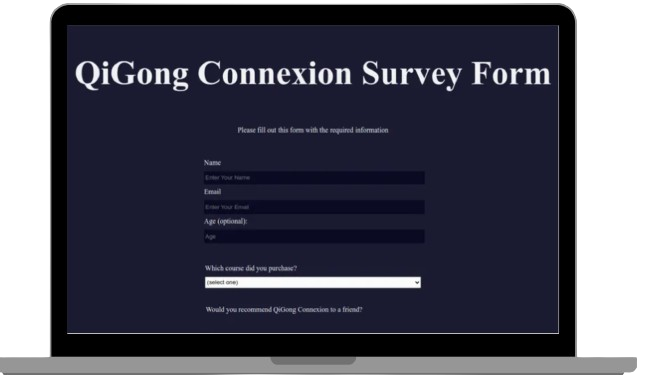 QiGong Connexion Survey Form
Please fill out this form with the required information
Name
Enter Your Name
Email
Enter Your Email
Age (optional):
Age
Which course did you purchase?
(select one)
Would you recommend QiGong Connexion to a friend?